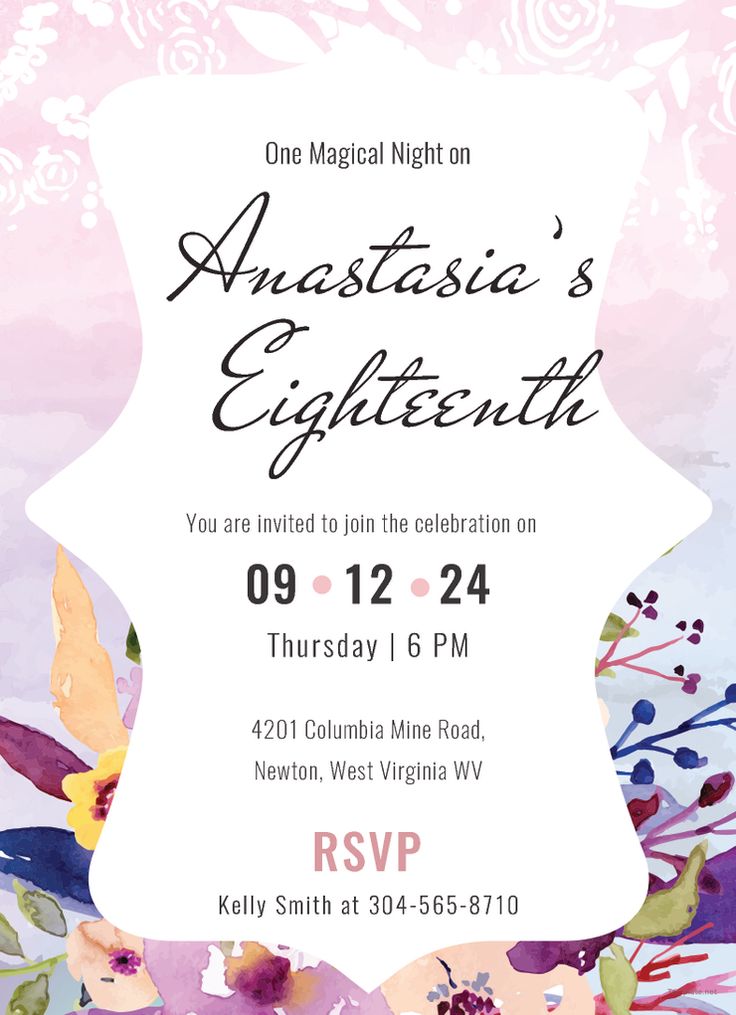 One Magical Night on
Anastasia's
Eighteenth
You are invited to join the celebration on
09 • 12 • 24
Thursday | 6 PM
4201 Columbia Mine Road,
Newton, West Virginia WV
RSVP
Kelly Smith at 304-565-8710